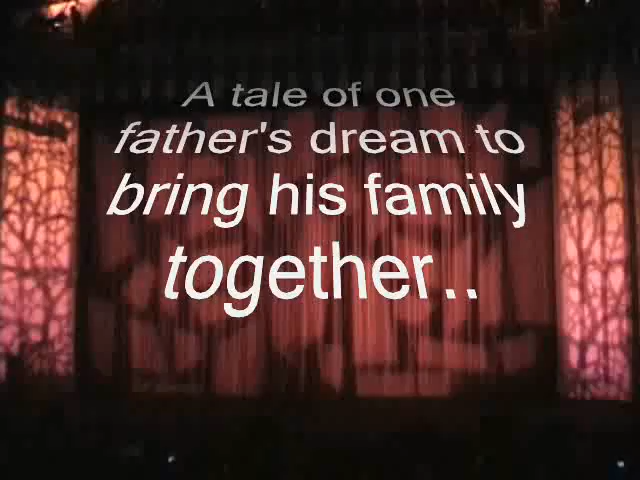 A tale of one
father's dream to
bring his family
together..